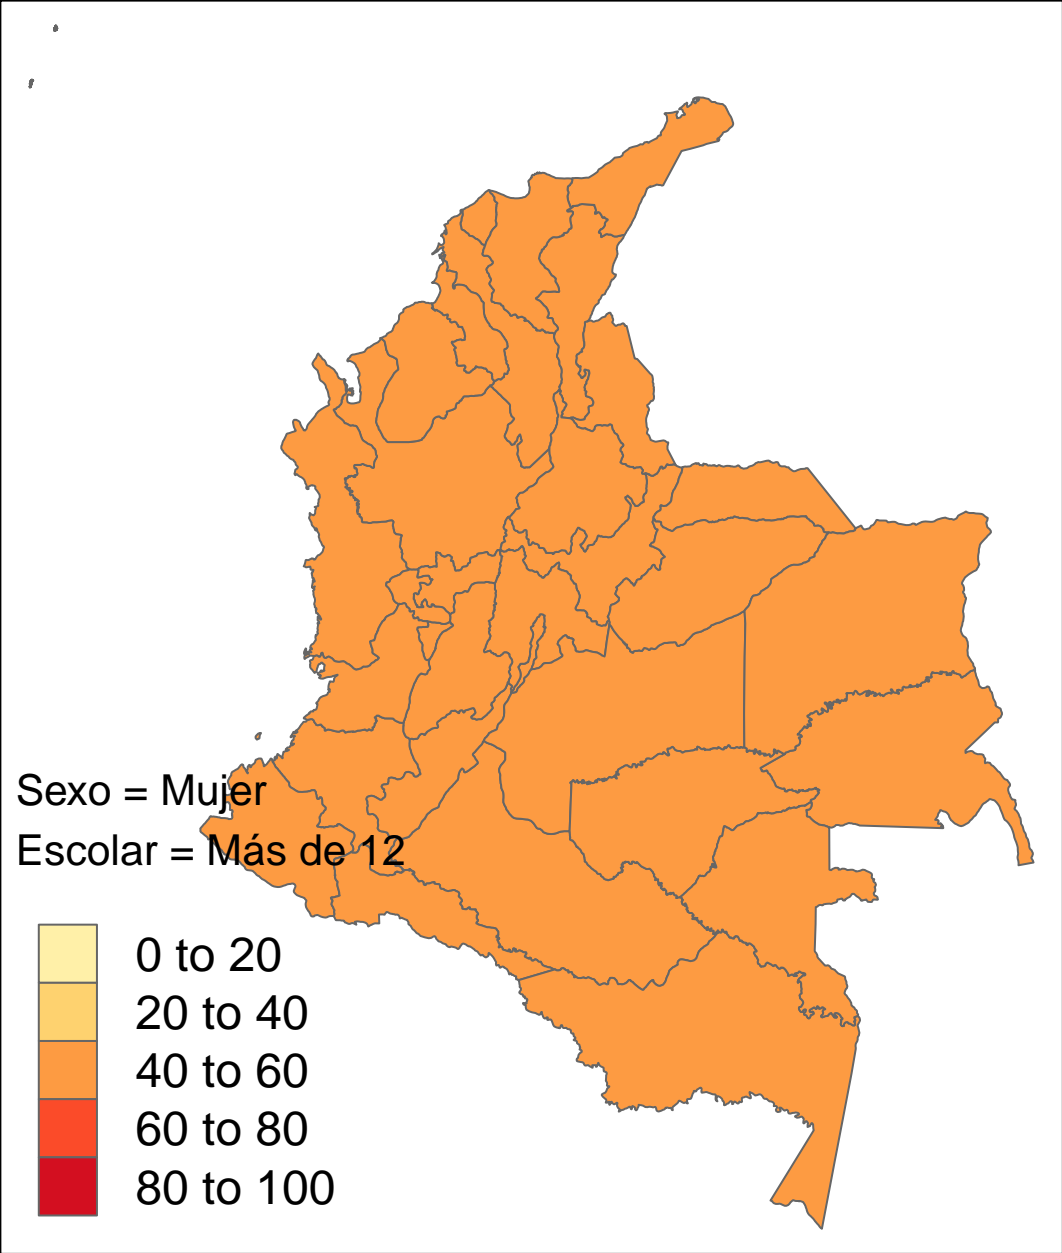 Sexo = Mujer
Escolar = Más de 12
0 to 20
20 to 40
40 to 60
60 to 80
80 to 100